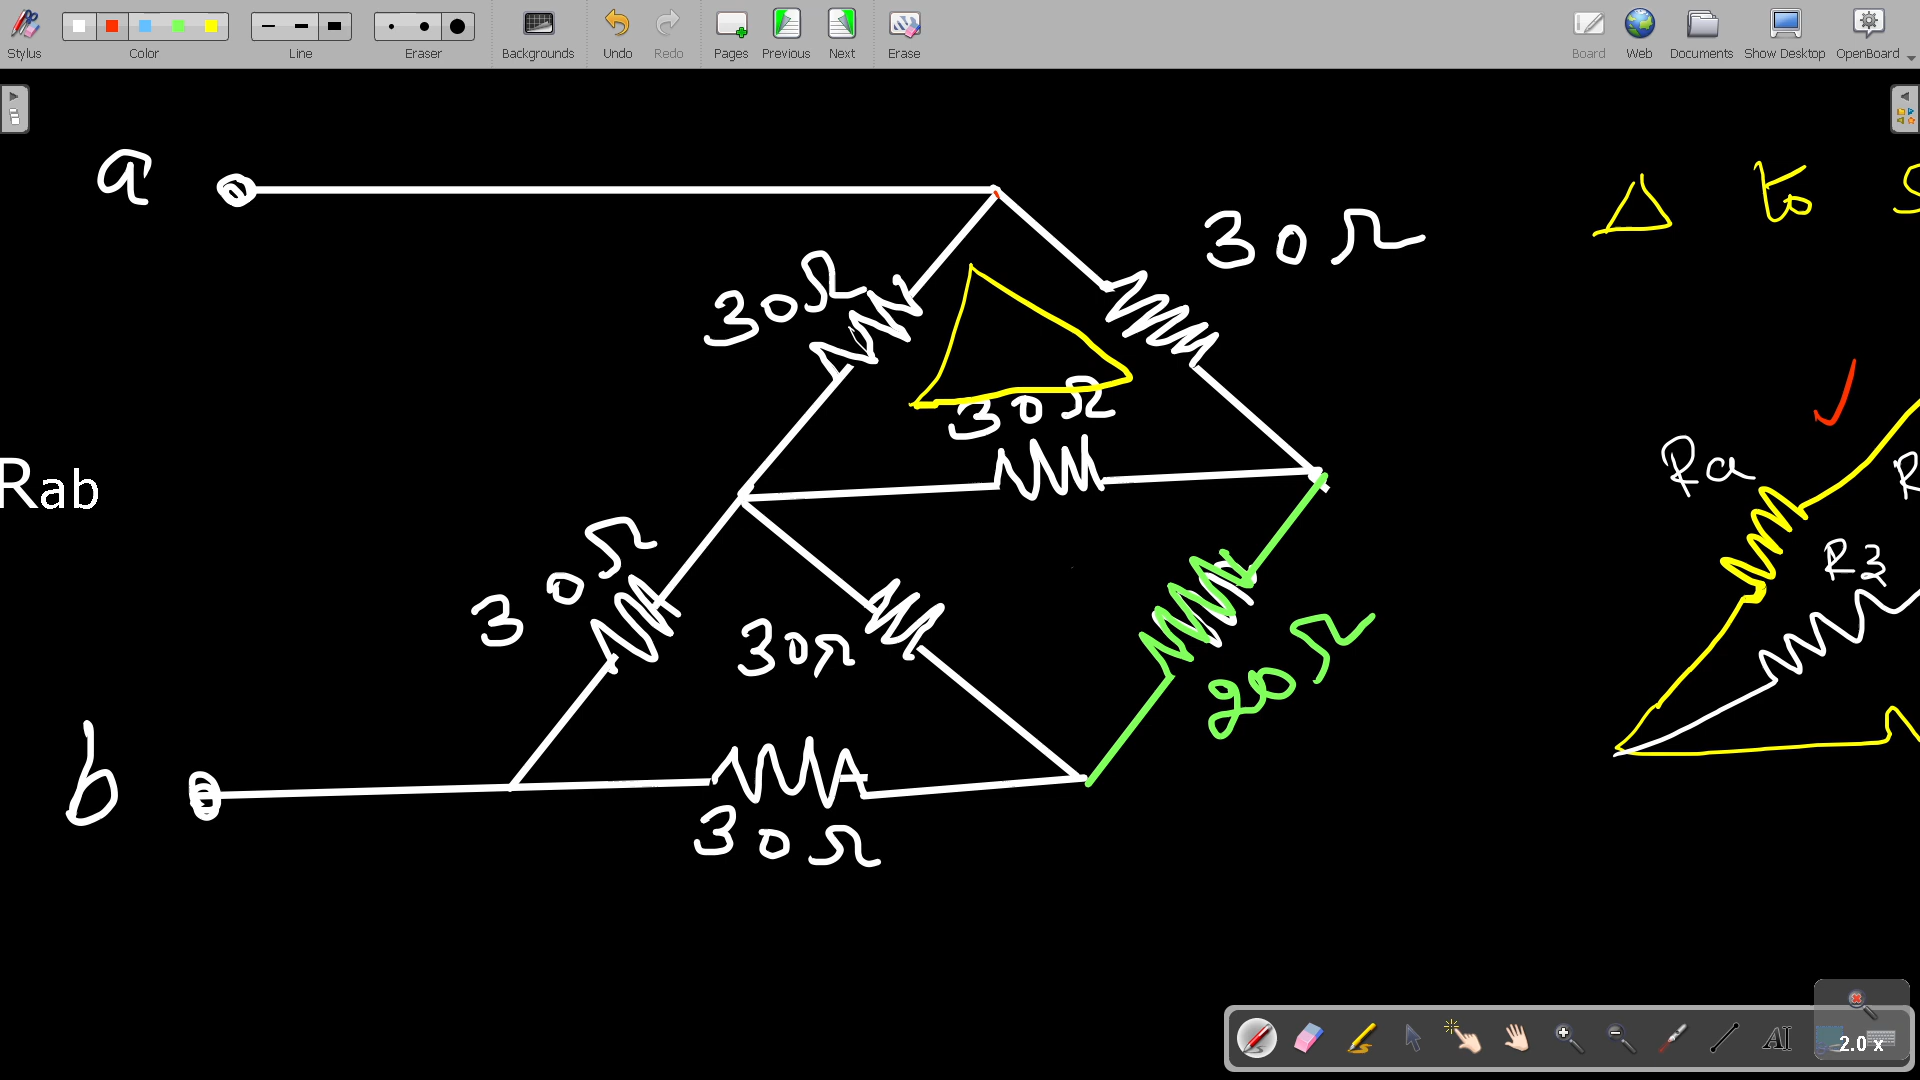 Stylus Color Line Eraser Backgrounds Undo Redo Pages Previous Next Erase Board Web Documents Show Desktop OpenBoard
a
30Ω
30Ω
Δ to
30Ω
Rab
Ra
30Ω
R3
30Ω
20Ω
b
30Ω
2.0 x